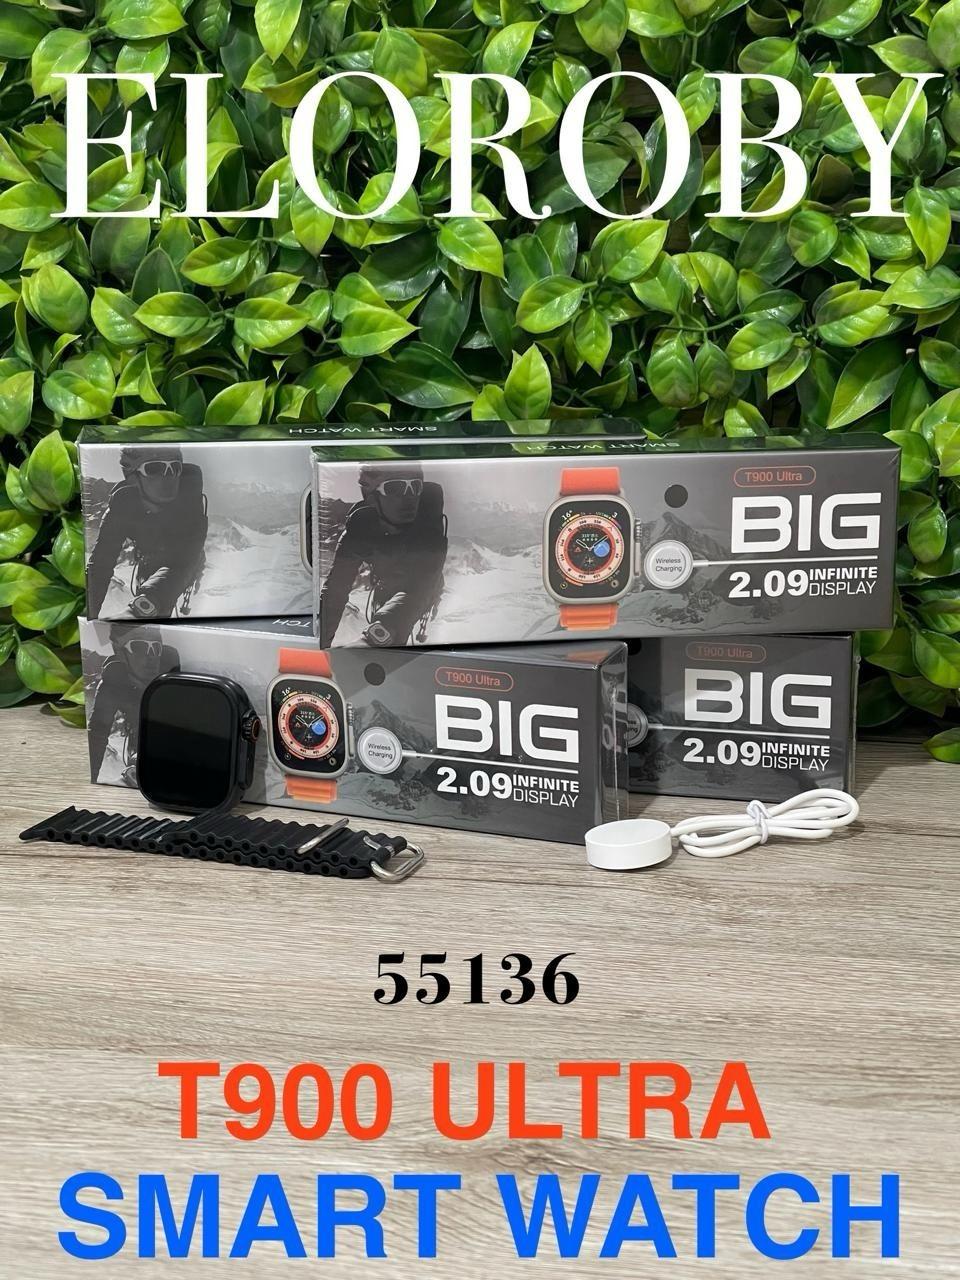 ELOROBY
SMART WATCH
SMART WATCH
T900 Ultra
BIG
Wireless
Charging
2.09 INFINITE
DISPLAY
T900 Ultra
BIG
Wireless
Charging
2.09 INFINITE
DISPLAY
T900 Ultra
BIG
2.09 INFINITE
DISPLAY
55136
T900 ULTRA
SMART WATCH